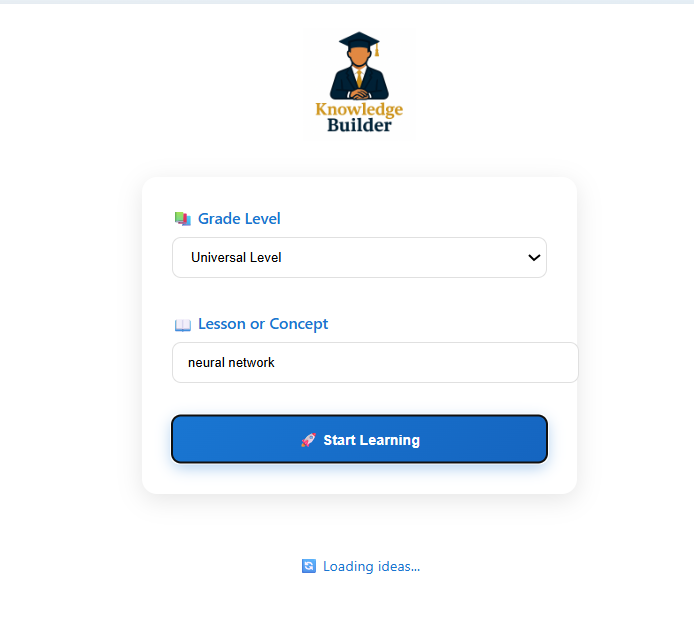 Knowledge
Builder
Grade Level
Universal Level
Lesson or Concept
neural network
Start Learning
Loading ideas...